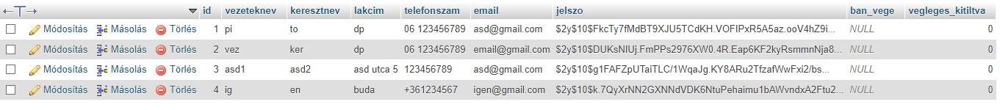 id vezeteknev keresztnev lakcim telefonszam email jelszo ban_vege vegleges_kitiltva
Módosítás Másolás Törlés 1 pi to dp 06 123456789 asd@gmail.com $2y$10$FkcTy7fMdBT9XJU5TCdKH.VOFIPxR5A5az.ooV4hZ9i... NULL 0
Módosítás Másolás Törlés 2 vez ker dp 06 123456789 email@gmail.com $2y$10$DUKsNIUj.FmPPs2976XW0.4R.Eap6KF2kyRsmmnNja8... NULL 0
Módosítás Másolás Törlés 3 asd1 asd2 asd utca 5 123456789 asd@gmail.com $2y$10$g1FAFZpUTaiTLC/1WqaJg.KY8ARu2TfzafWwFxi2/bs... NULL 0
Módosítás Másolás Törlés 4 ig en buda +361234567 igen@gmail.com $2y$10$k.7QyXrNN2GXNNdVDK6NtuPehaimu1bAWvndxA2Ftu2... NULL 0